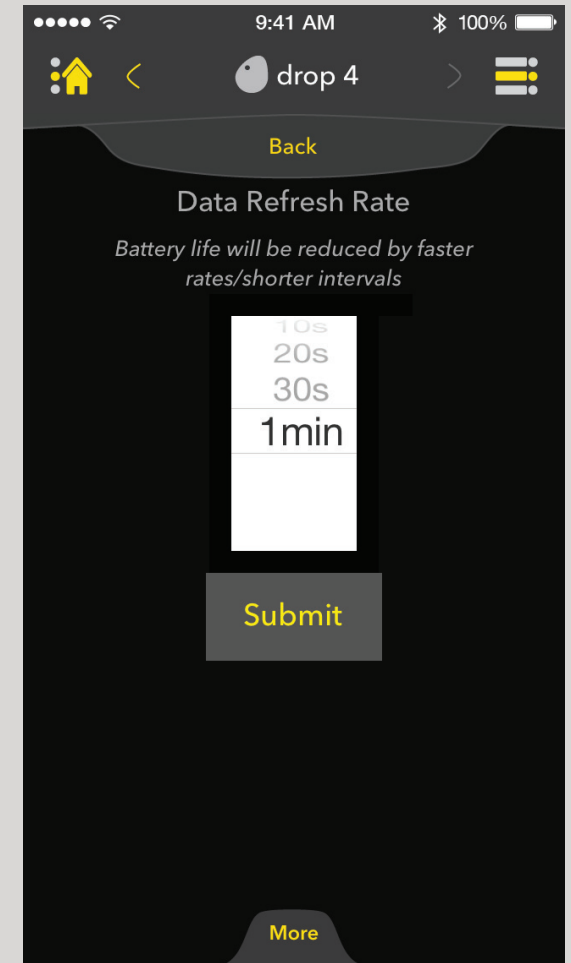 9:41 AM
100%
drop 4
Back
Data Refresh Rate
Battery life will be reduced by faster
rates/shorter intervals
10s
20s
30s
1min
Submit
More